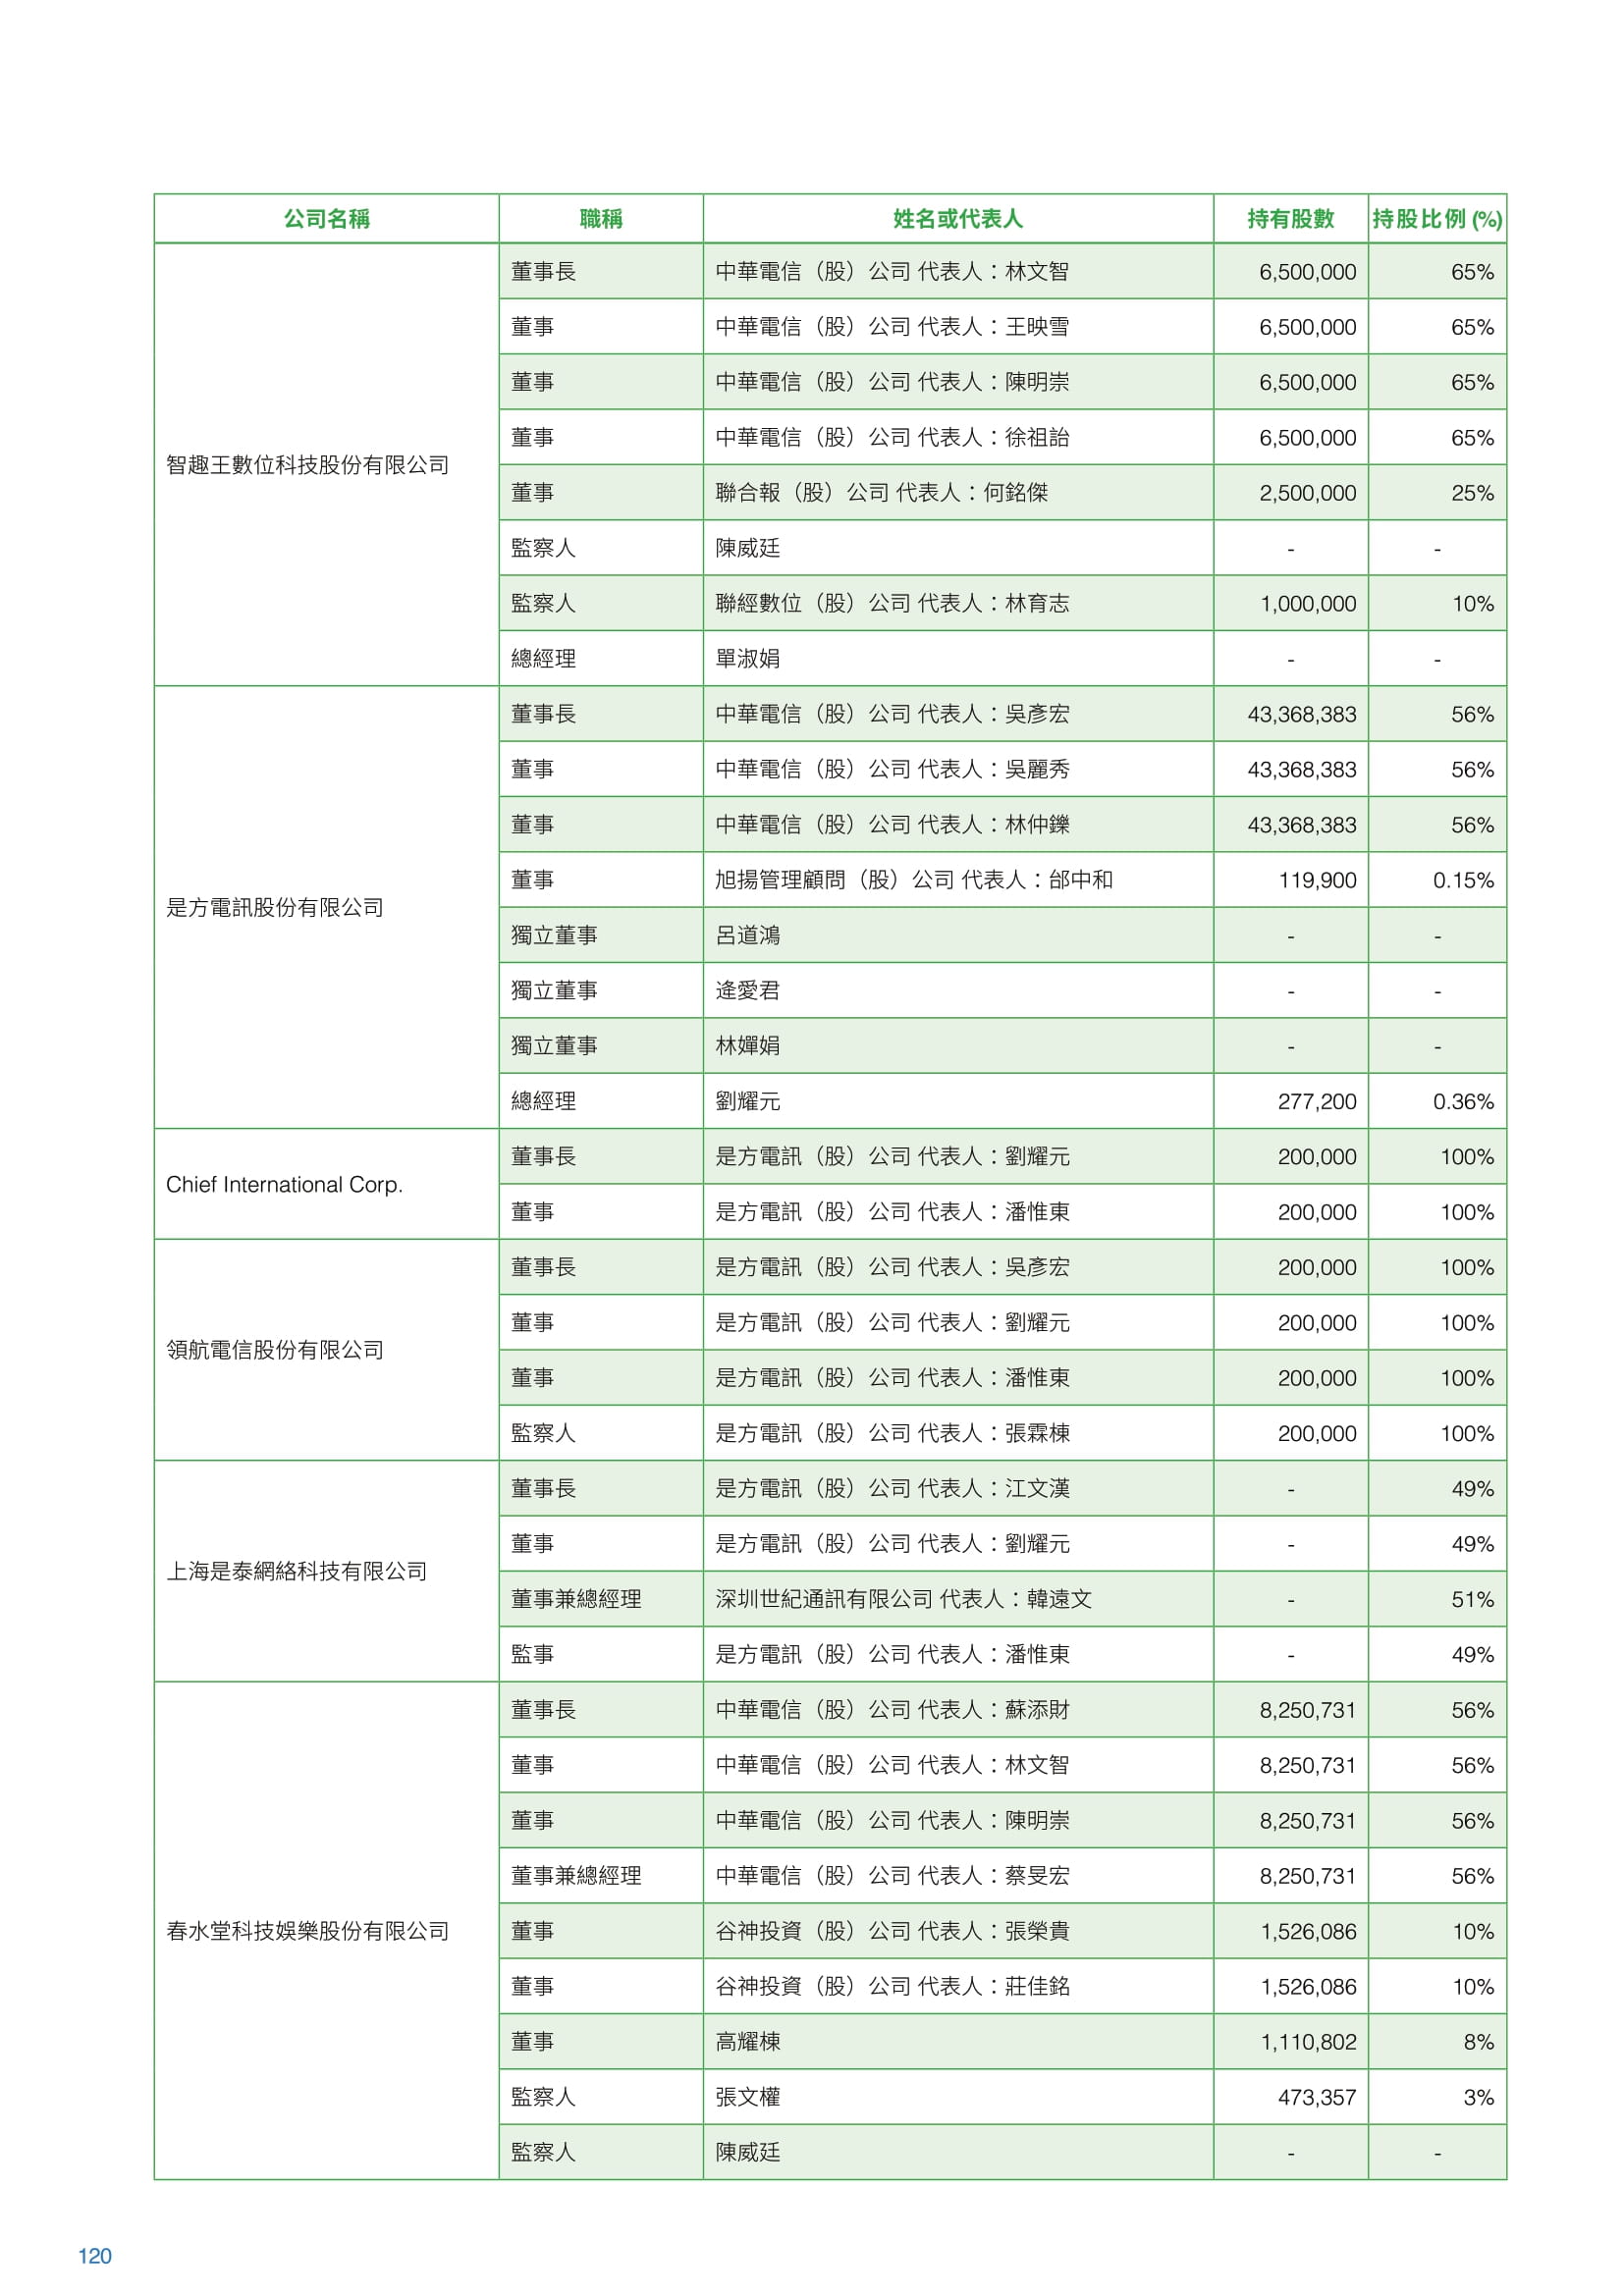 公司名稱 職稱 姓名或代表人 持有股數 持股比例 (%)
智趣王數位科技股份有限公司
董事長 中華電信（股）公司 代表人：林文智 6,500,000 65%
董事 中華電信（股）公司 代表人：王映雪 6,500,000 65%
董事 中華電信（股）公司 代表人：陳明崇 6,500,000 65%
董事 中華電信（股）公司 代表人：徐祖詒 6,500,000 65%
董事 聯合報（股）公司 代表人：何銘傑 2,500,000 25%
監察人 陳威廷 - -
監察人 聯經數位（股）公司 代表人：林育志 1,000,000 10%
總經理 單淑娟 - -
是方電訊股份有限公司
董事長 中華電信（股）公司 代表人：吳彥宏 43,368,383 56%
董事 中華電信（股）公司 代表人：吳麗秀 43,368,383 56%
董事 中華電信（股）公司 代表人：林仲鑠 43,368,383 56%
董事 旭揚管理顧問（股）公司 代表人：邰中和 119,900 0.15%
獨立董事 呂道鴻 - -
獨立董事 逄愛君 - -
獨立董事 林嬋娟 - -
總經理 劉耀元 277,200 0.36%
Chief International Corp.
董事長 是方電訊（股）公司 代表人：劉耀元 200,000 100%
董事 是方電訊（股）公司 代表人：潘惟東 200,000 100%
領航電信股份有限公司
董事長 是方電訊（股）公司 代表人：吳彥宏 200,000 100%
董事 是方電訊（股）公司 代表人：劉耀元 200,000 100%
董事 是方電訊（股）公司 代表人：潘惟東 200,000 100%
監察人 是方電訊（股）公司 代表人：張霖棟 200,000 100%
上海是泰網絡科技有限公司
董事長 是方電訊（股）公司 代表人：江文漢 - 49%
董事 是方電訊（股）公司 代表人：劉耀元 - 49%
董事兼總經理 深圳世紀通訊有限公司 代表人：韓遠文 - 51%
監事 是方電訊（股）公司 代表人：潘惟東 - 49%
春水堂科技娛樂股份有限公司
董事長 中華電信（股）公司 代表人：蘇添財 8,250,731 56%
董事 中華電信（股）公司 代表人：林文智 8,250,731 56%
董事 中華電信（股）公司 代表人：陳明崇 8,250,731 56%
董事兼總經理 中華電信（股）公司 代表人：蔡旻宏 8,250,731 56%
董事 谷神投資（股）公司 代表人：張榮貴 1,526,086 10%
董事 谷神投資（股）公司 代表人：莊佳銘 1,526,086 10%
董事 高耀棟 1,110,802 8%
監察人 張文權 473,357 3%
監察人 陳威廷 - -
120